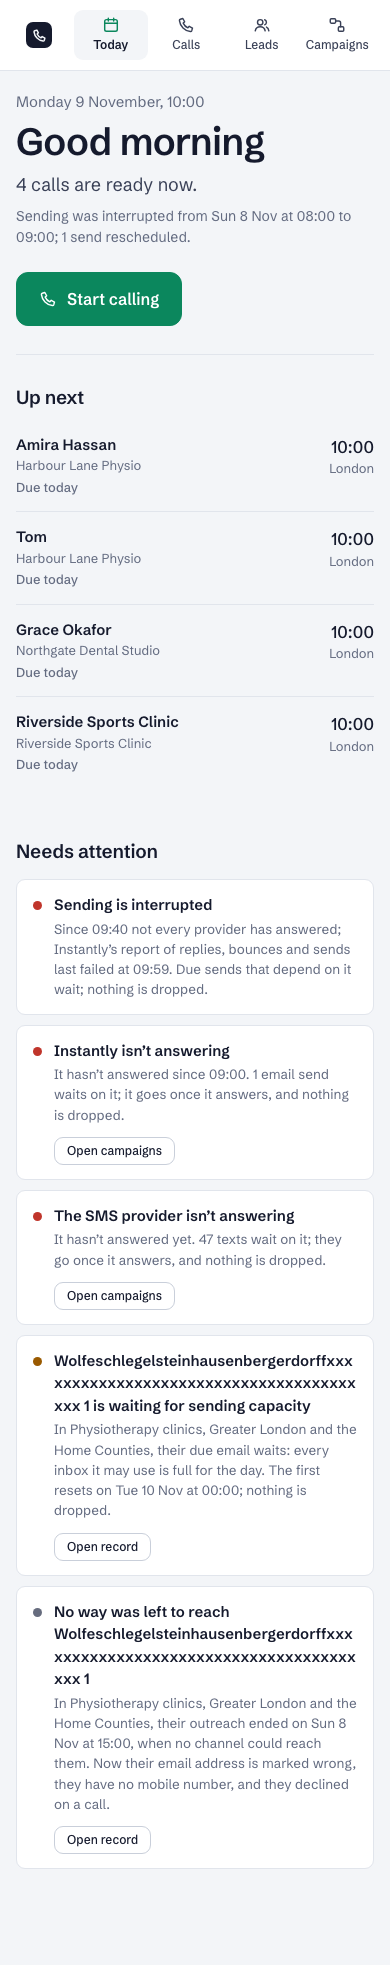 Today
Calls
Leads
Campaigns
Monday 9 November, 10:00
Good morning
4 calls are ready now.
Sending was interrupted from Sun 8 Nov at 08:00 to
09:00; 1 send rescheduled.
Start calling
Up next
Amira Hassan
10:00
Harbour Lane Physio
London
Due today
Tom
10:00
Harbour Lane Physio
London
Due today
Grace Okafor
10:00
Northgate Dental Studio
London
Due today
Riverside Sports Clinic
10:00
Riverside Sports Clinic
London
Due today
Needs attention
Sending is interrupted
Since 09:40 not every provider has answered;
Instantly’s report of replies, bounces and sends
last failed at 09:59. Due sends that depend on it
wait; nothing is dropped.
Instantly isn’t answering
It hasn’t answered since 09:00. 1 email send
waits on it; it goes once it answers, and nothing
is dropped.
Open campaigns
The SMS provider isn’t answering
It hasn’t answered yet. 47 texts wait on it; they
go once it answers, and nothing is dropped.
Open campaigns
Wolfeschlegelsteinhausenbergerdorffxxx
xxxxxxxxxxxxxxxxxxxxxxxxxxxxxxxxxx
xxx 1 is waiting for sending capacity
In Physiotherapy clinics, Greater London and the
Home Counties, their due email waits: every
inbox it may use is full for the day. The first
resets on Tue 10 Nov at 00:00; nothing is
dropped.
Open record
No way was left to reach
Wolfeschlegelsteinhausenbergerdorffxxx
xxxxxxxxxxxxxxxxxxxxxxxxxxxxxxxxxx
xxx 1
In Physiotherapy clinics, Greater London and the
Home Counties, their outreach ended on Sun 8
Nov at 15:00, when no channel could reach
them. Now their email address is marked wrong,
they have no mobile number, and they declined
on a call.
Open record